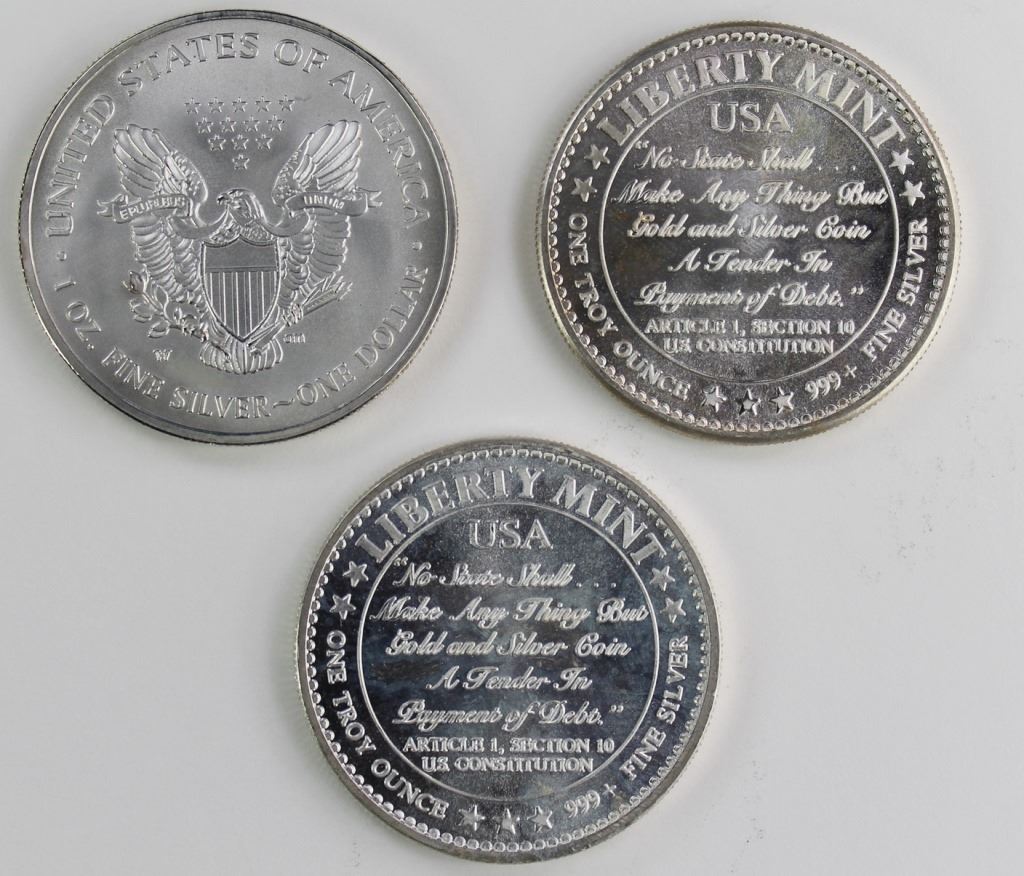 UNITED STATES OF AMERICA
E PLURIBUS UNUM
1 OZ. FINE SILVER~ONE DOLLAR
LIBERTY MINT
USA
"No State Shall . . .
Make Any Thing But
Gold and Silver Coin
A Tender In
Payment of Debt."
ARTICLE 1, SECTION 10
U.S. CONSTITUTION
ONE TROY OUNCE
999+ FINE SILVER
LIBERTY MINT
USA
"No State Shall . . .
Make Any Thing But
Gold and Silver Coin
A Tender In
Payment of Debt."
ARTICLE 1, SECTION 10
U.S. CONSTITUTION
ONE TROY OUNCE
999+ FINE SILVER